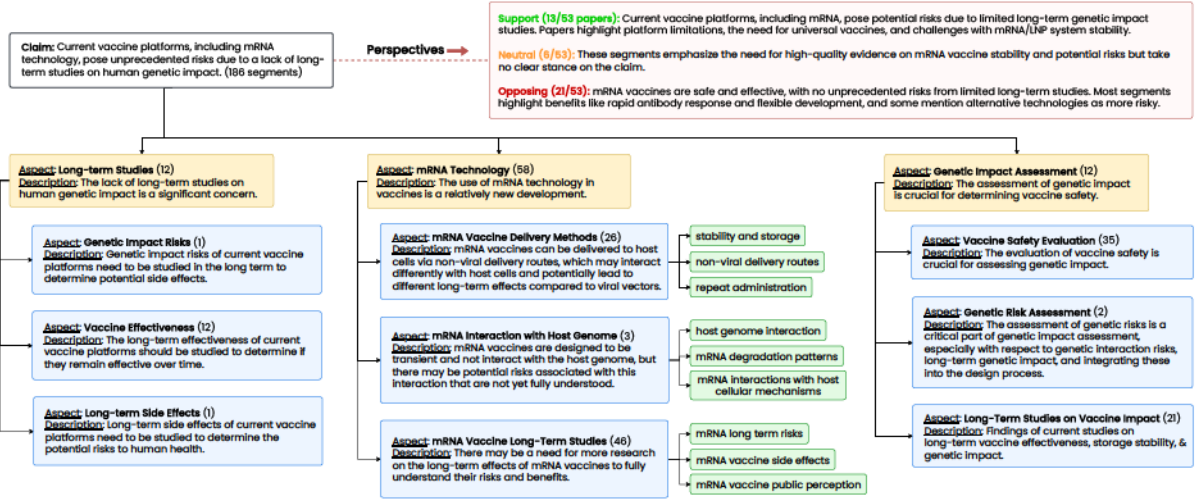 Claim: Current vaccine platforms, including mRNA
technology, pose unprecedented risks due to a lack of long-
term studies on human genetic impact. (186 segments)
Perspectives
Support (13/53 papers): Current vaccine platforms, including mRNA, pose potential risks due to limited long-term genetic impact
studies. Papers highlight platform limitations, the need for universal vaccines, and challenges with mRNA/LNP system stability.
Neutral (6/53): These segments emphasize the need for high-quality evidence on mRNA vaccine stability and potential risks but take
no clear stance on the claim.
Opposing (21/53): mRNA vaccines are safe and effective, with no unprecedented risks from limited long-term studies. Most segments
highlight benefits like rapid antibody response and flexible development, and some mention alternative technologies as more risky.
Aspect: Long-term Studies (12)
Description: The lack of long-term studies on
human genetic impact is a significant concern.
Aspect: Genetic Impact Risks (1)
Description: Genetic impact risks of current vaccine
platforms need to be studied in the long term to
determine potential side effects.
Aspect: Vaccine Effectiveness (12)
Description: The long-term effectiveness of current
vaccine platforms should be studied to determine if
they remain effective over time.
Aspect: Long-term Side Effects (1)
Description: Long-term side effects of current vaccine
platforms need to be studied to determine the
potential risks to human health.
Aspect: mRNA Technology (58)
Description: The use of mRNA technology in
vaccines is a relatively new development.
Aspect: mRNA Vaccine Delivery Methods (26)
Description: mRNA vaccines can be delivered to host
cells via non-viral delivery routes, which may interact
differently with host cells and potentially lead to
different long-term effects compared to viral vectors.
stability and storage
non-viral delivery routes
repeat administration
Aspect: mRNA Interaction with Host Genome (3)
Description: mRNA vaccines are designed to be
transient and not interact with the host genome, but
there may be potential risks associated with this
interaction that are not yet fully understood.
host genome interaction
mRNA degradation patterns
mRNA interactions with host
cellular mechanisms
Aspect: mRNA Vaccine Long-Term Studies (46)
Description: There may be a need for more research
on the long-term effects of mRNA vaccines to fully
understand their risks and benefits.
mRNA long term risks
mRNA vaccine side effects
mRNA vaccine public perception
Aspect: Genetic Impact Assessment (12)
Description: The assessment of genetic impact
is crucial for determining vaccine safety.
Aspect: Vaccine Safety Evaluation (35)
Description: The evaluation of vaccine safety is
crucial for assessing genetic impact.
Aspect: Genetic Risk Assessment (2)
Description: The assessment of genetic risks is a
critical part of genetic impact assessment,
especially with respect to genetic interaction risks,
long-term genetic impact, and integrating these
into the design process.
Aspect: Long-Term Studies on Vaccine Impact (21)
Description: Findings of current studies on
long-term vaccine effectiveness, storage stability, &
genetic impact.